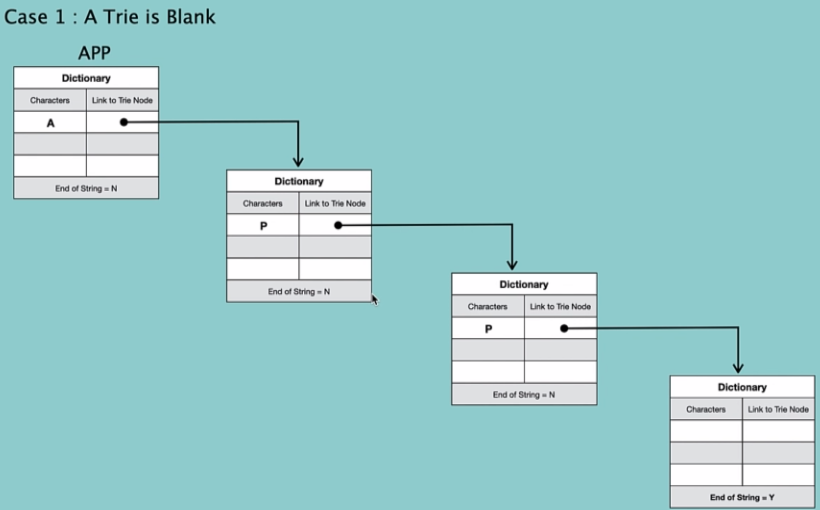 Case 1 : A Trie is Blank
APP
Dictionary
Characters Link to Trie Node
A
End of String = N
Dictionary
Characters Link to Trie Node
P
End of String = N
Dictionary
Characters Link to Trie Node
P
End of String = N
Dictionary
Characters Link to Trie Node
End of String = Y